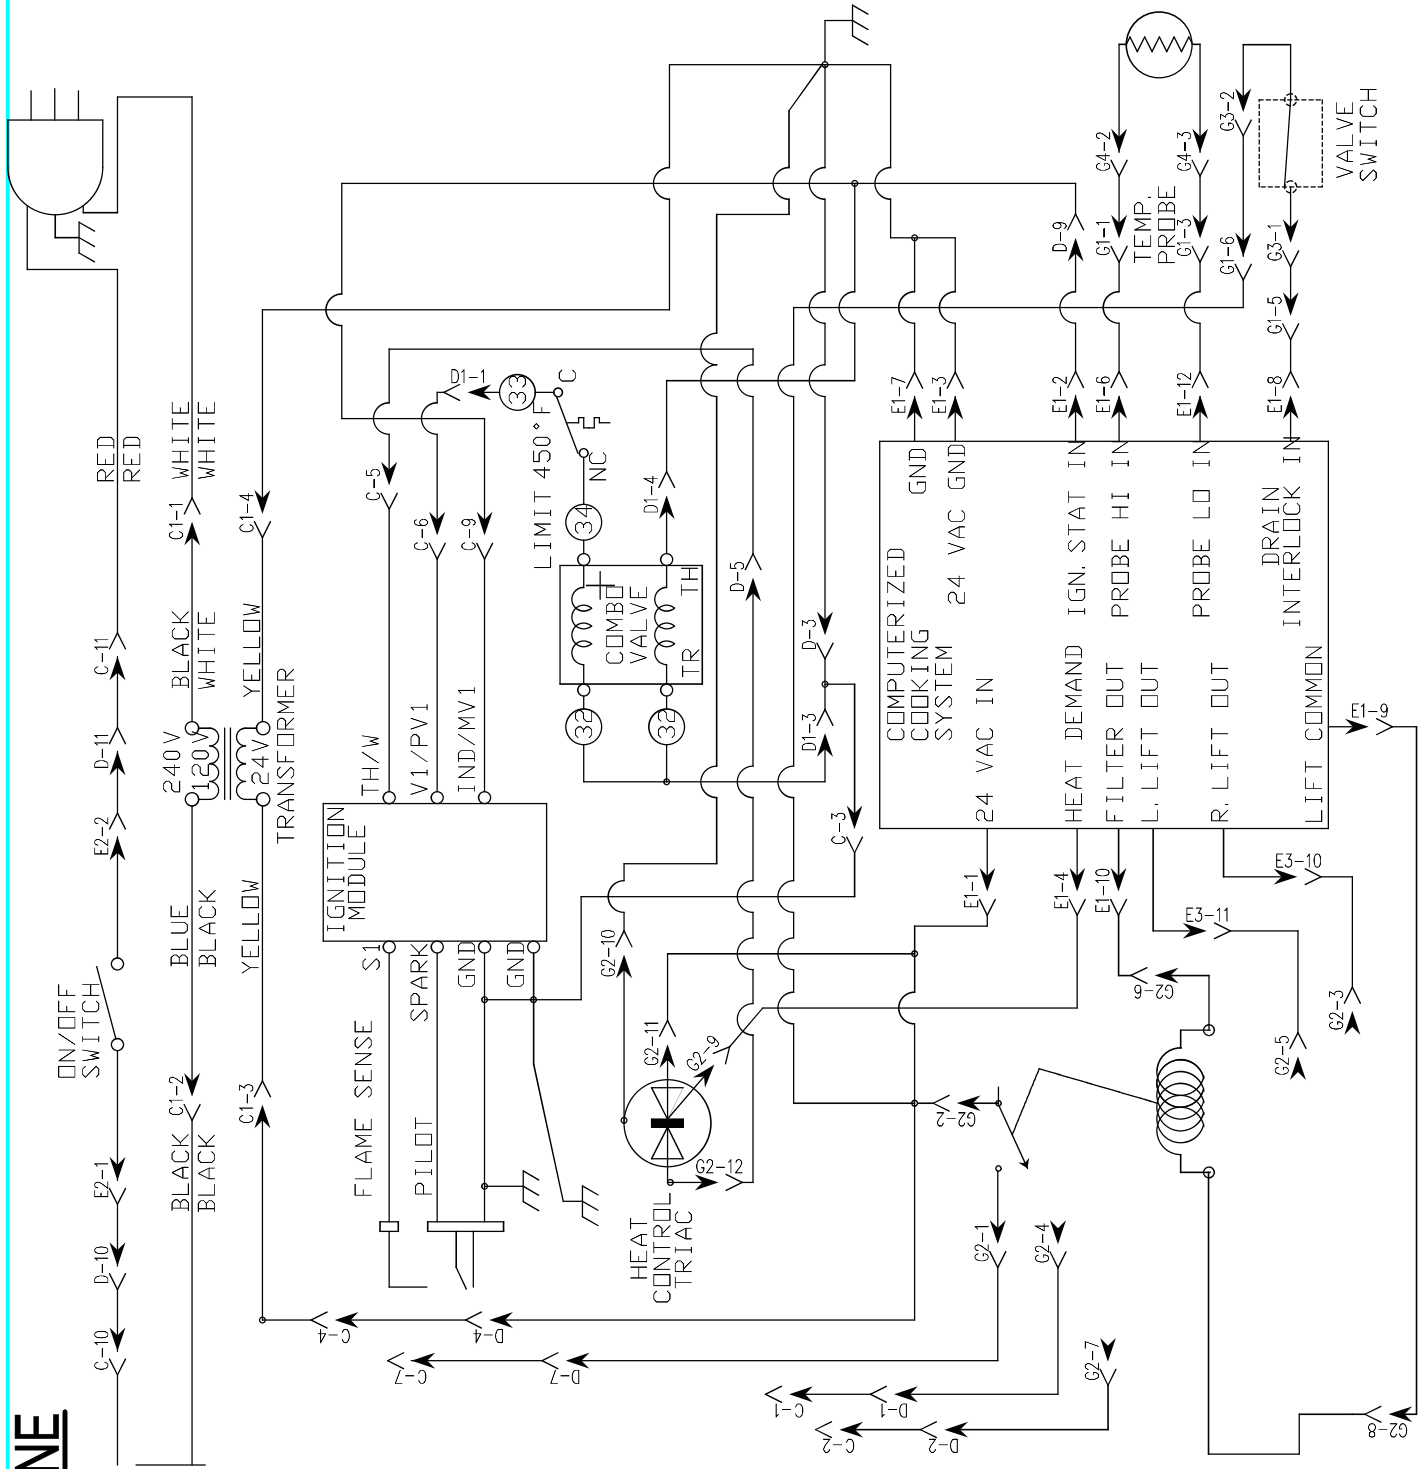 NE
RED
RED
WHITE
WHITE
C1-1
C1-4
C-11
BLACK
WHITE
YELLOW
D-11
240V
120V
24V
TRANSFORMER
E2-2
ON/OFF
SWITCH
BLUE
BLACK
YELLOW
E2-1
C1-2
C1-3
BLACK
BLACK
D-10
C-10
IGNITION
MODULE
TH/W
V1/PV1
IND/MV1
S1
SPARK
GND
GND
FLAME SENSE
PILOT
C-5
C-6
C-9
D1-1
33
C
LIMIT 450°F
NC
34
COMBO
VALVE
TH
TR
32
32
D1-4
D-5
D-3
D1-3
C-3
G2-10
G2-11
G2-9
G2-12
HEAT
CONTROL
TRIAC
C-4
D-4
C-7
D-7
C-1
D-1
C-2
D-2
G2-1
G2-4
G2-7
G2-2
G2-6
G2-5
G2-3
G2-8
COMPUTERIZED
COOKING
SYSTEM
GND
24 VAC GND
IGN. STAT IN
PROBE HI IN
PROBE LO IN
DRAIN
INTERLOCK IN
24 VAC IN
HEAT DEMAND
FILTER OUT
L. LIFT OUT
R. LIFT OUT
LIFT COMMON
E1-7
E1-3
E1-2
E1-6
E1-12
E1-8
E1-1
E1-4
E1-10
E3-11
E3-10
E1-9
D-9
G4-2
G4-3
G1-1
TEMP.
PROBE
G1-3
G3-2
G1-6
G3-1
G1-5
VALVE
SWITCH